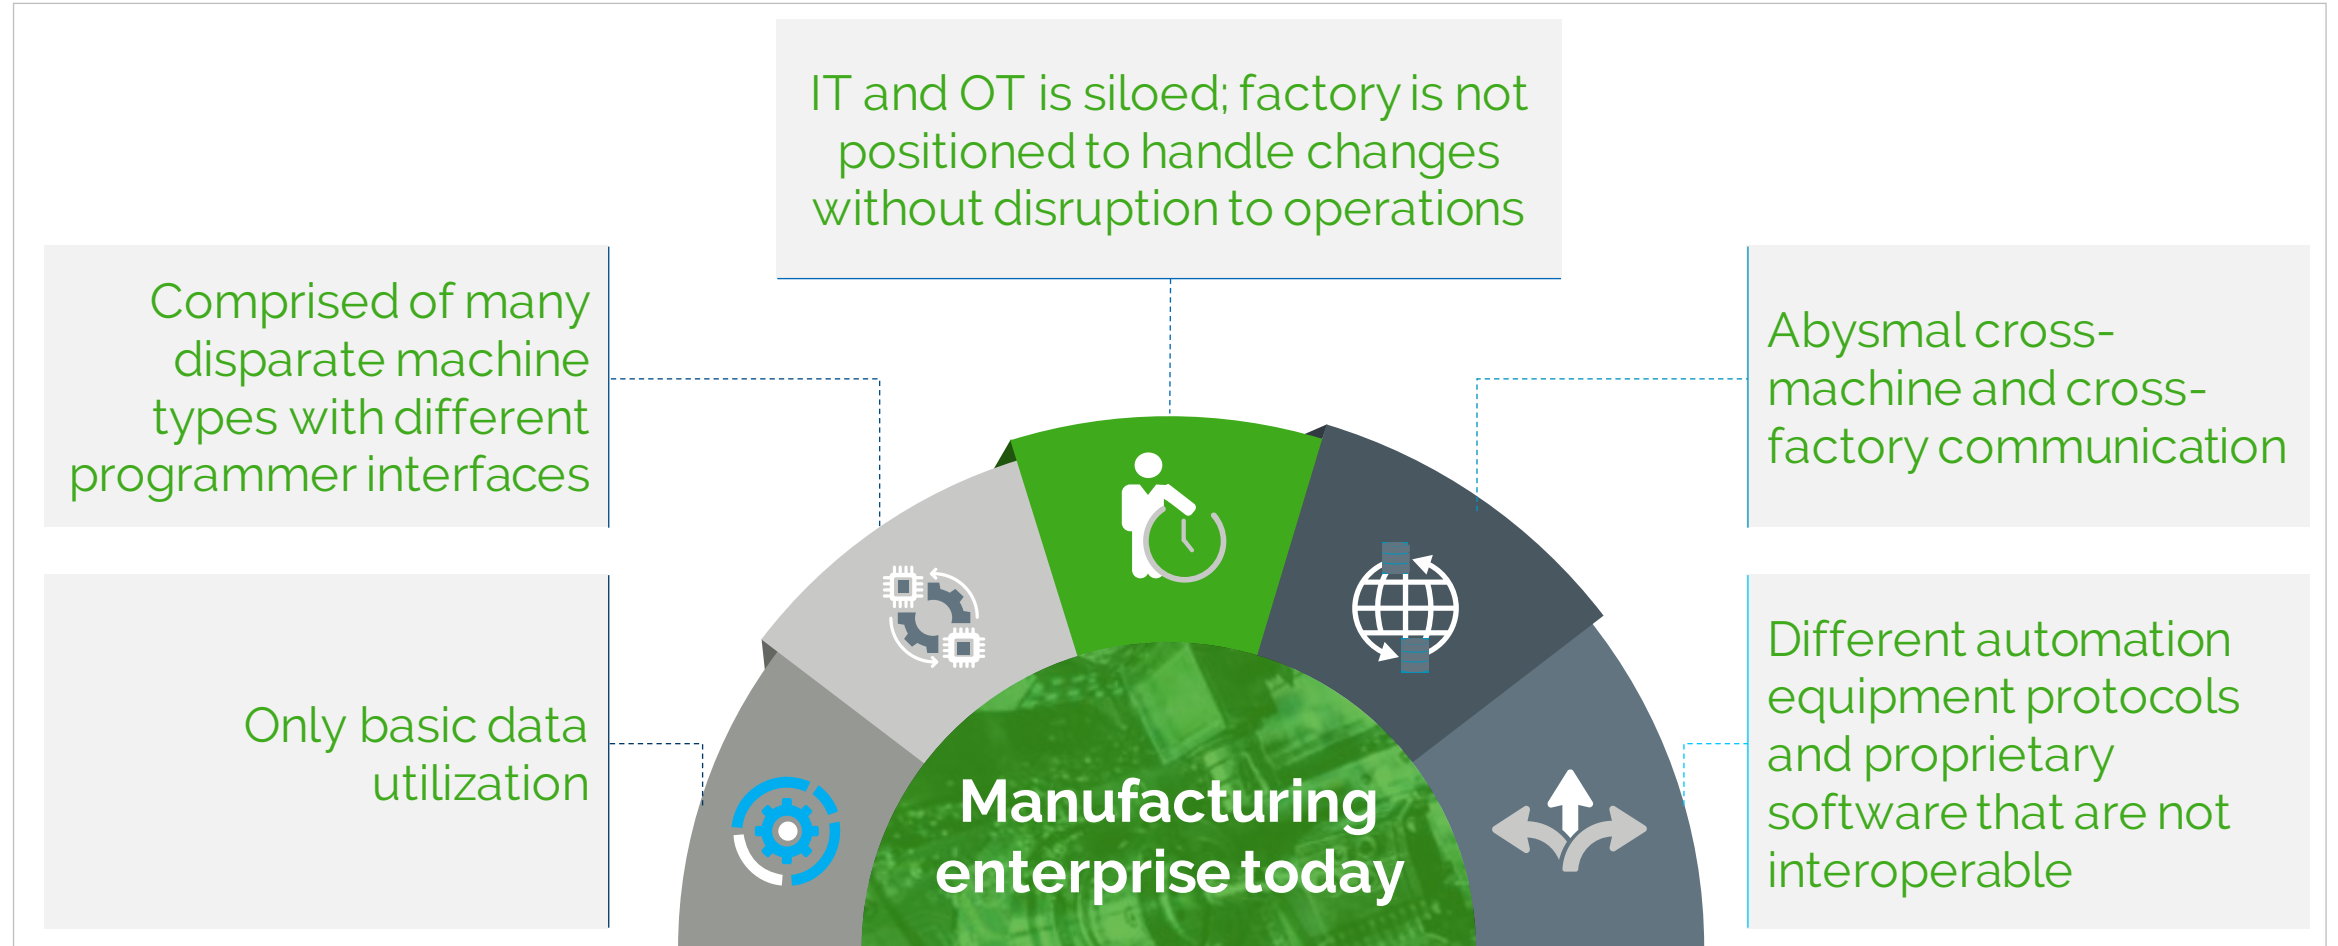 IT and OT is siloed; factory is not
positioned to handle changes
without disruption to operations
Comprised of many
disparate machine
types with different
programmer interfaces
Abysmal cross-
machine and cross-
factory communication
Only basic data
utilization
Different automation
equipment protocols
and proprietary
software that are not
interoperable
Manufacturing
enterprise today